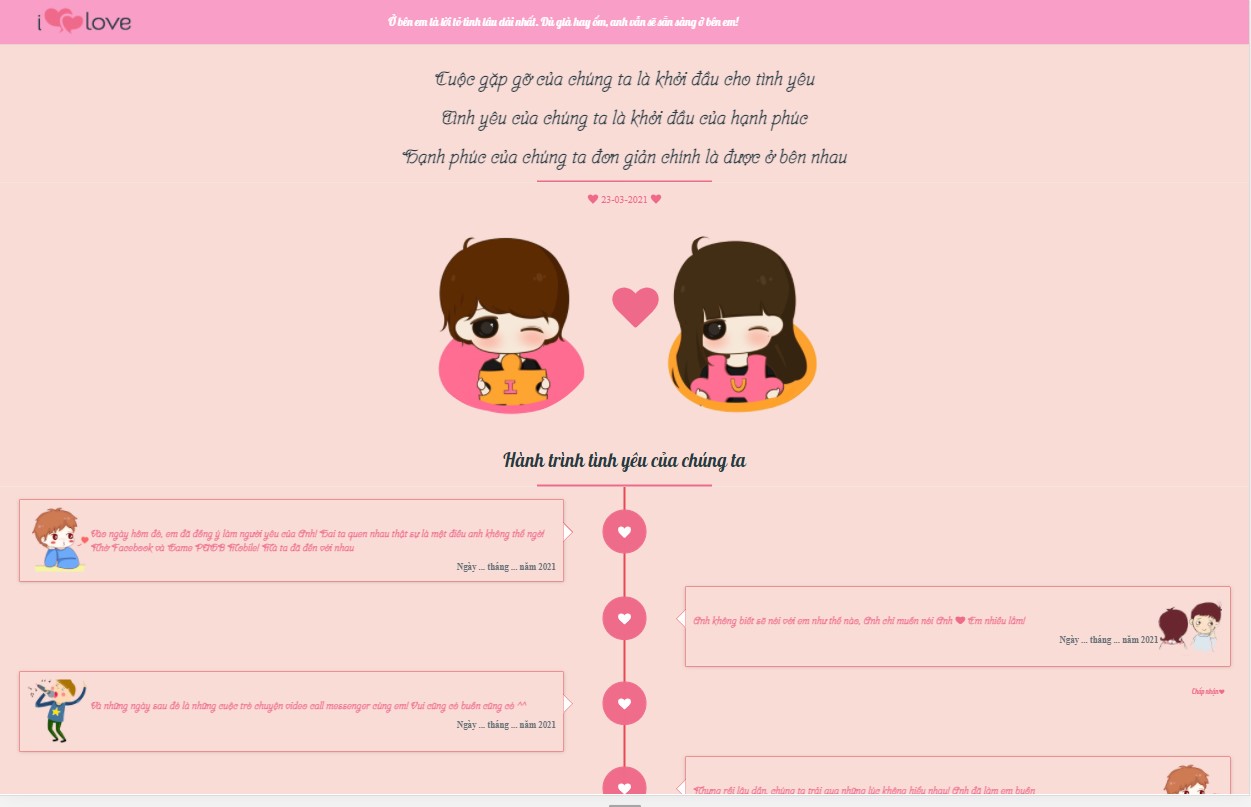 i love
Ở bên em là lời tỏ tình lâu dài nhất. Dù già hay ốm, anh vẫn sẽ sẵn sàng ở bên em!
Cuộc gặp gỡ của chúng ta là khởi đầu cho tình yêu
Tình yêu của chúng ta là khởi đầu của hạnh phúc
Hạnh phúc của chúng ta đơn giản chính là được ở bên nhau
❤ 23-03-2021 ❤
I
U
Hành trình tình yêu của chúng ta
Vào ngày hôm đó, em đã đồng ý làm người yêu của Anh! Hai ta quen nhau thật sự là một điều anh không thể ngờ!
Nhờ Facebook và Game PUGB Mobile! Mà ta đã đến với nhau
Ngày ... tháng ... năm 2021
Anh không biết sẽ nói với em như thế nào, Anh chỉ muốn nói Anh ❤ Em nhiều lắm!
Ngày ... tháng ... năm 2021
Chấp nhận❤
Và những ngày sau đó là những cuộc trò chuyện video call messenger cùng em! Vui cũng có buồn cũng có ^^
Ngày ... tháng ... năm 2021
Nhưng rồi lâu dần, chúng ta trải qua những lúc không hiểu nhau! Anh đã làm em buồn